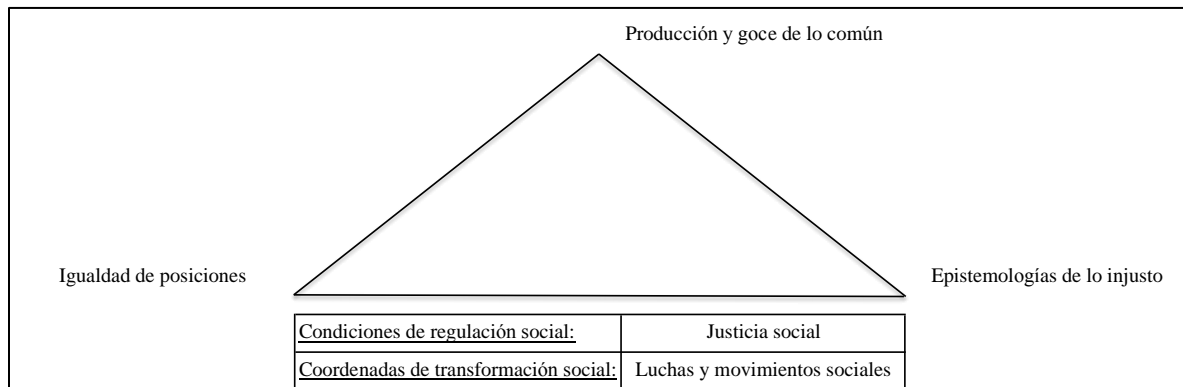 Producción y goce de lo común
Igualdad de posiciones
Epistemologías de lo injusto
Condiciones de regulación social:
Justicia social
Coordenadas de transformación social:
Luchas y movimientos sociales